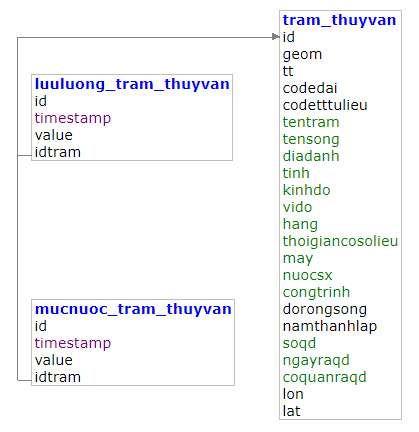 luuluong_tram_thuyvan
id
timestamp
value
idtram
mucnuoc_tram_thuyvan
id
timestamp
value
idtram
tram_thuyvan
id
geom
tt
codedai
codetttulieu
tentram
tensong
diadanh
tinh
kinhdo
vido
hang
thoigiancosolieu
may
nuocsx
congtrinh
dorongsong
namthanhlap
soqd
ngayraqd
coquanraqd
lon
lat